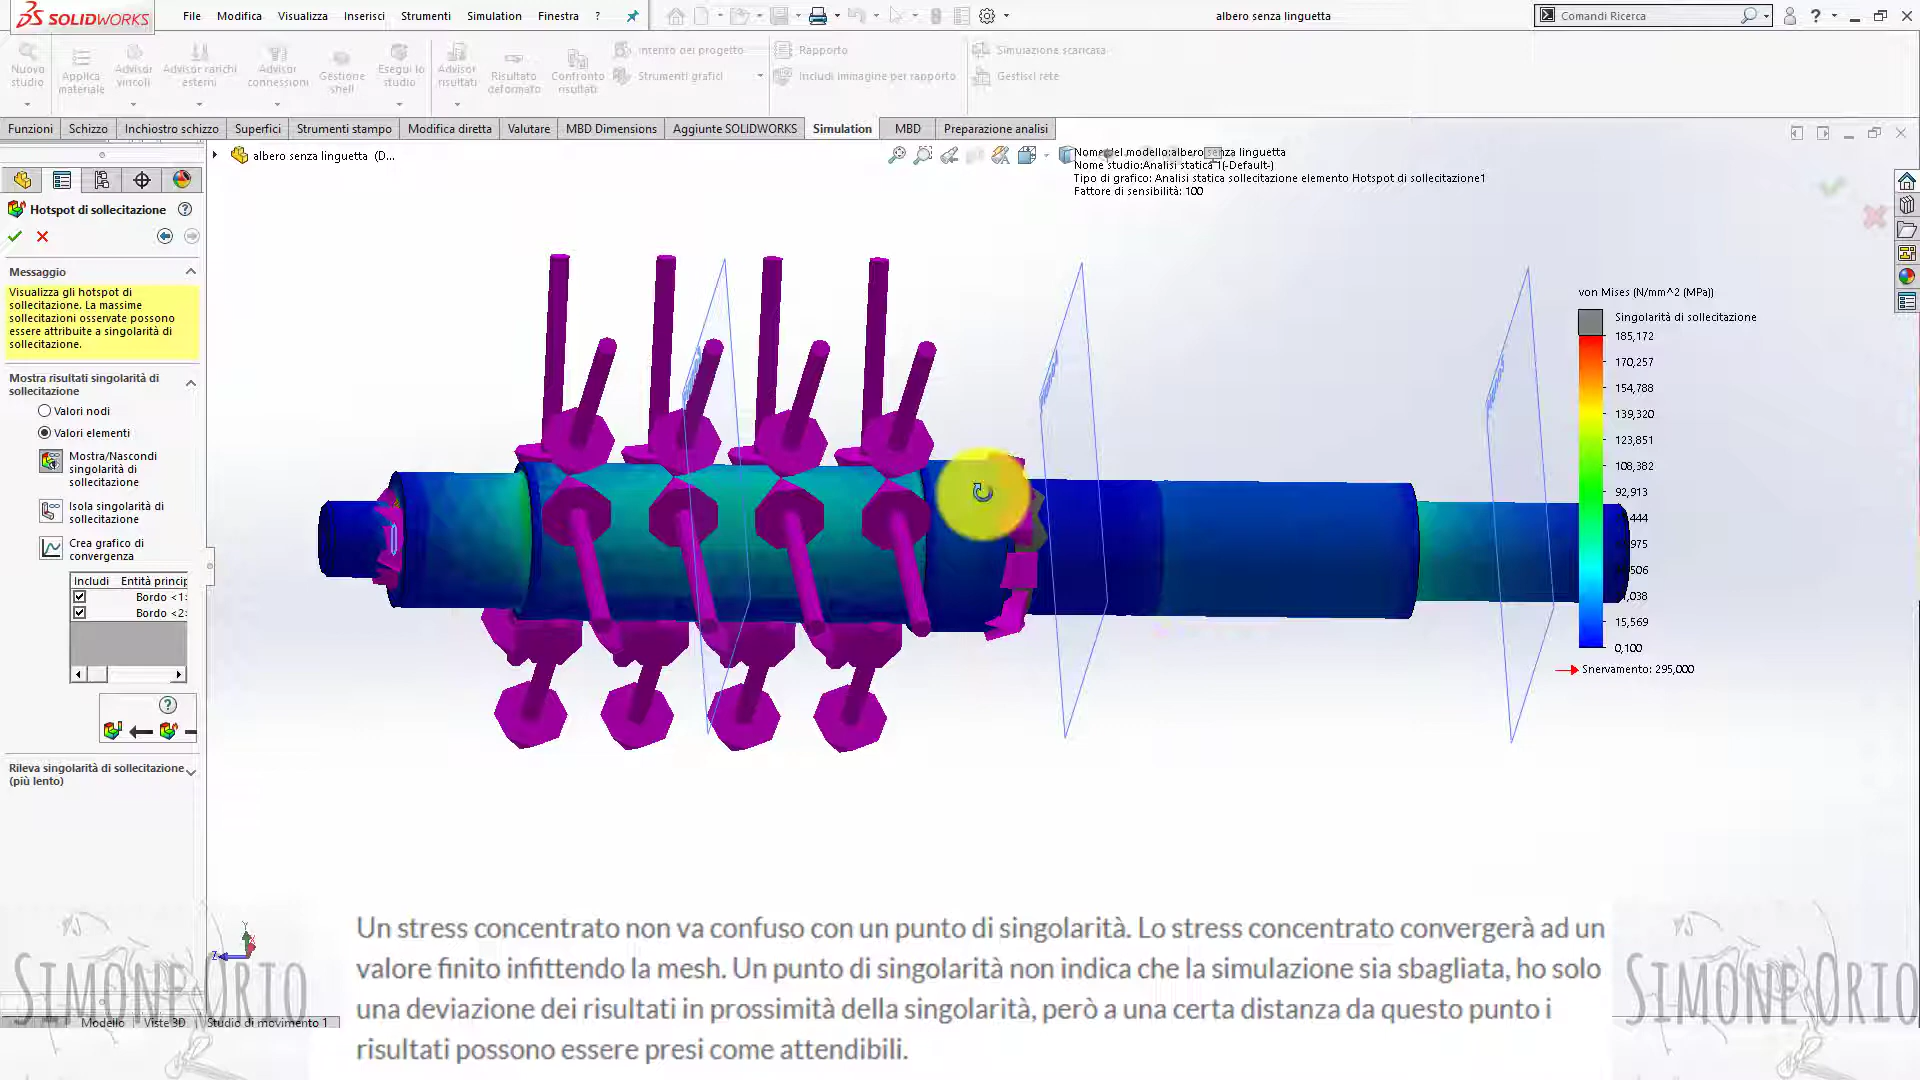 SOLIDWORKS
File Modifica Visualizza Inserisci Strumenti Simulation Finestra ?
albero senza linguetta
Comandi Ricerca
Nuovo studio
Applica materiale
Advisor vincoli
Advisor carichi esterni
Advisor connessioni
Gestione shell
Esegui lo studio
Advisor risultati
Risultato deformato
Confronto risultati
Intento del progetto
Strumenti grafici
Rapporto
Includi immagine per rapporto
Simulazione scaricata
Gestisci rete
Funzioni Schizzo Inchiostro schizzo Superfici Strumenti stampo Modifica diretta Valutare MBD Dimensions Aggiunte SOLIDWORKS Simulation MBD Preparazione analisi
albero senza linguetta (D...
Nome del modello:albero senza linguetta
Nome studio:Analisi statica 1(-Default-)
Tipo di grafico: Analisi statica sollecitazione elemento Hotspot di sollecitazione1
Fattore di sensibilità: 100
Hotspot di sollecitazione
Messaggio
Visualizza gli hotspot di
sollecitazione. La massime
sollecitazioni osservate possono
essere attribuite a singolarità di
sollecitazione.
Mostra risultati singolarità di
sollecitazione
Valori nodi
Valori elementi
Mostra/Nascondi
singolarità di
sollecitazione
Isola singolarità di
sollecitazione
Crea grafico di
convergenza
Includi Entità princip
Bordo <1>
Bordo <2>
Rileva singolarità di sollecitazione
(più lento)
von Mises (N/mm^2 (MPa))
Singolarità di sollecitazione
185,172
170,257
154,788
139,320
123,851
108,382
92,913
,444
,975
,506
,038
15,569
0,100
Snervamento: 295,000
Y
X
Z
Modello Viste 3D Studio di movimento 1
SIMONE ORIO
Un stress concentrato non va confuso con un punto di singolarità. Lo stress concentrato convergerà ad un
valore finito infittendo la mesh. Un punto di singolarità non indica che la simulazione sia sbagliata, ho solo
una deviazione dei risultati in prossimità della singolarità, però a una certa distanza da questo punto i
risultati possono essere presi come attendibili.
SIMONE ORIO